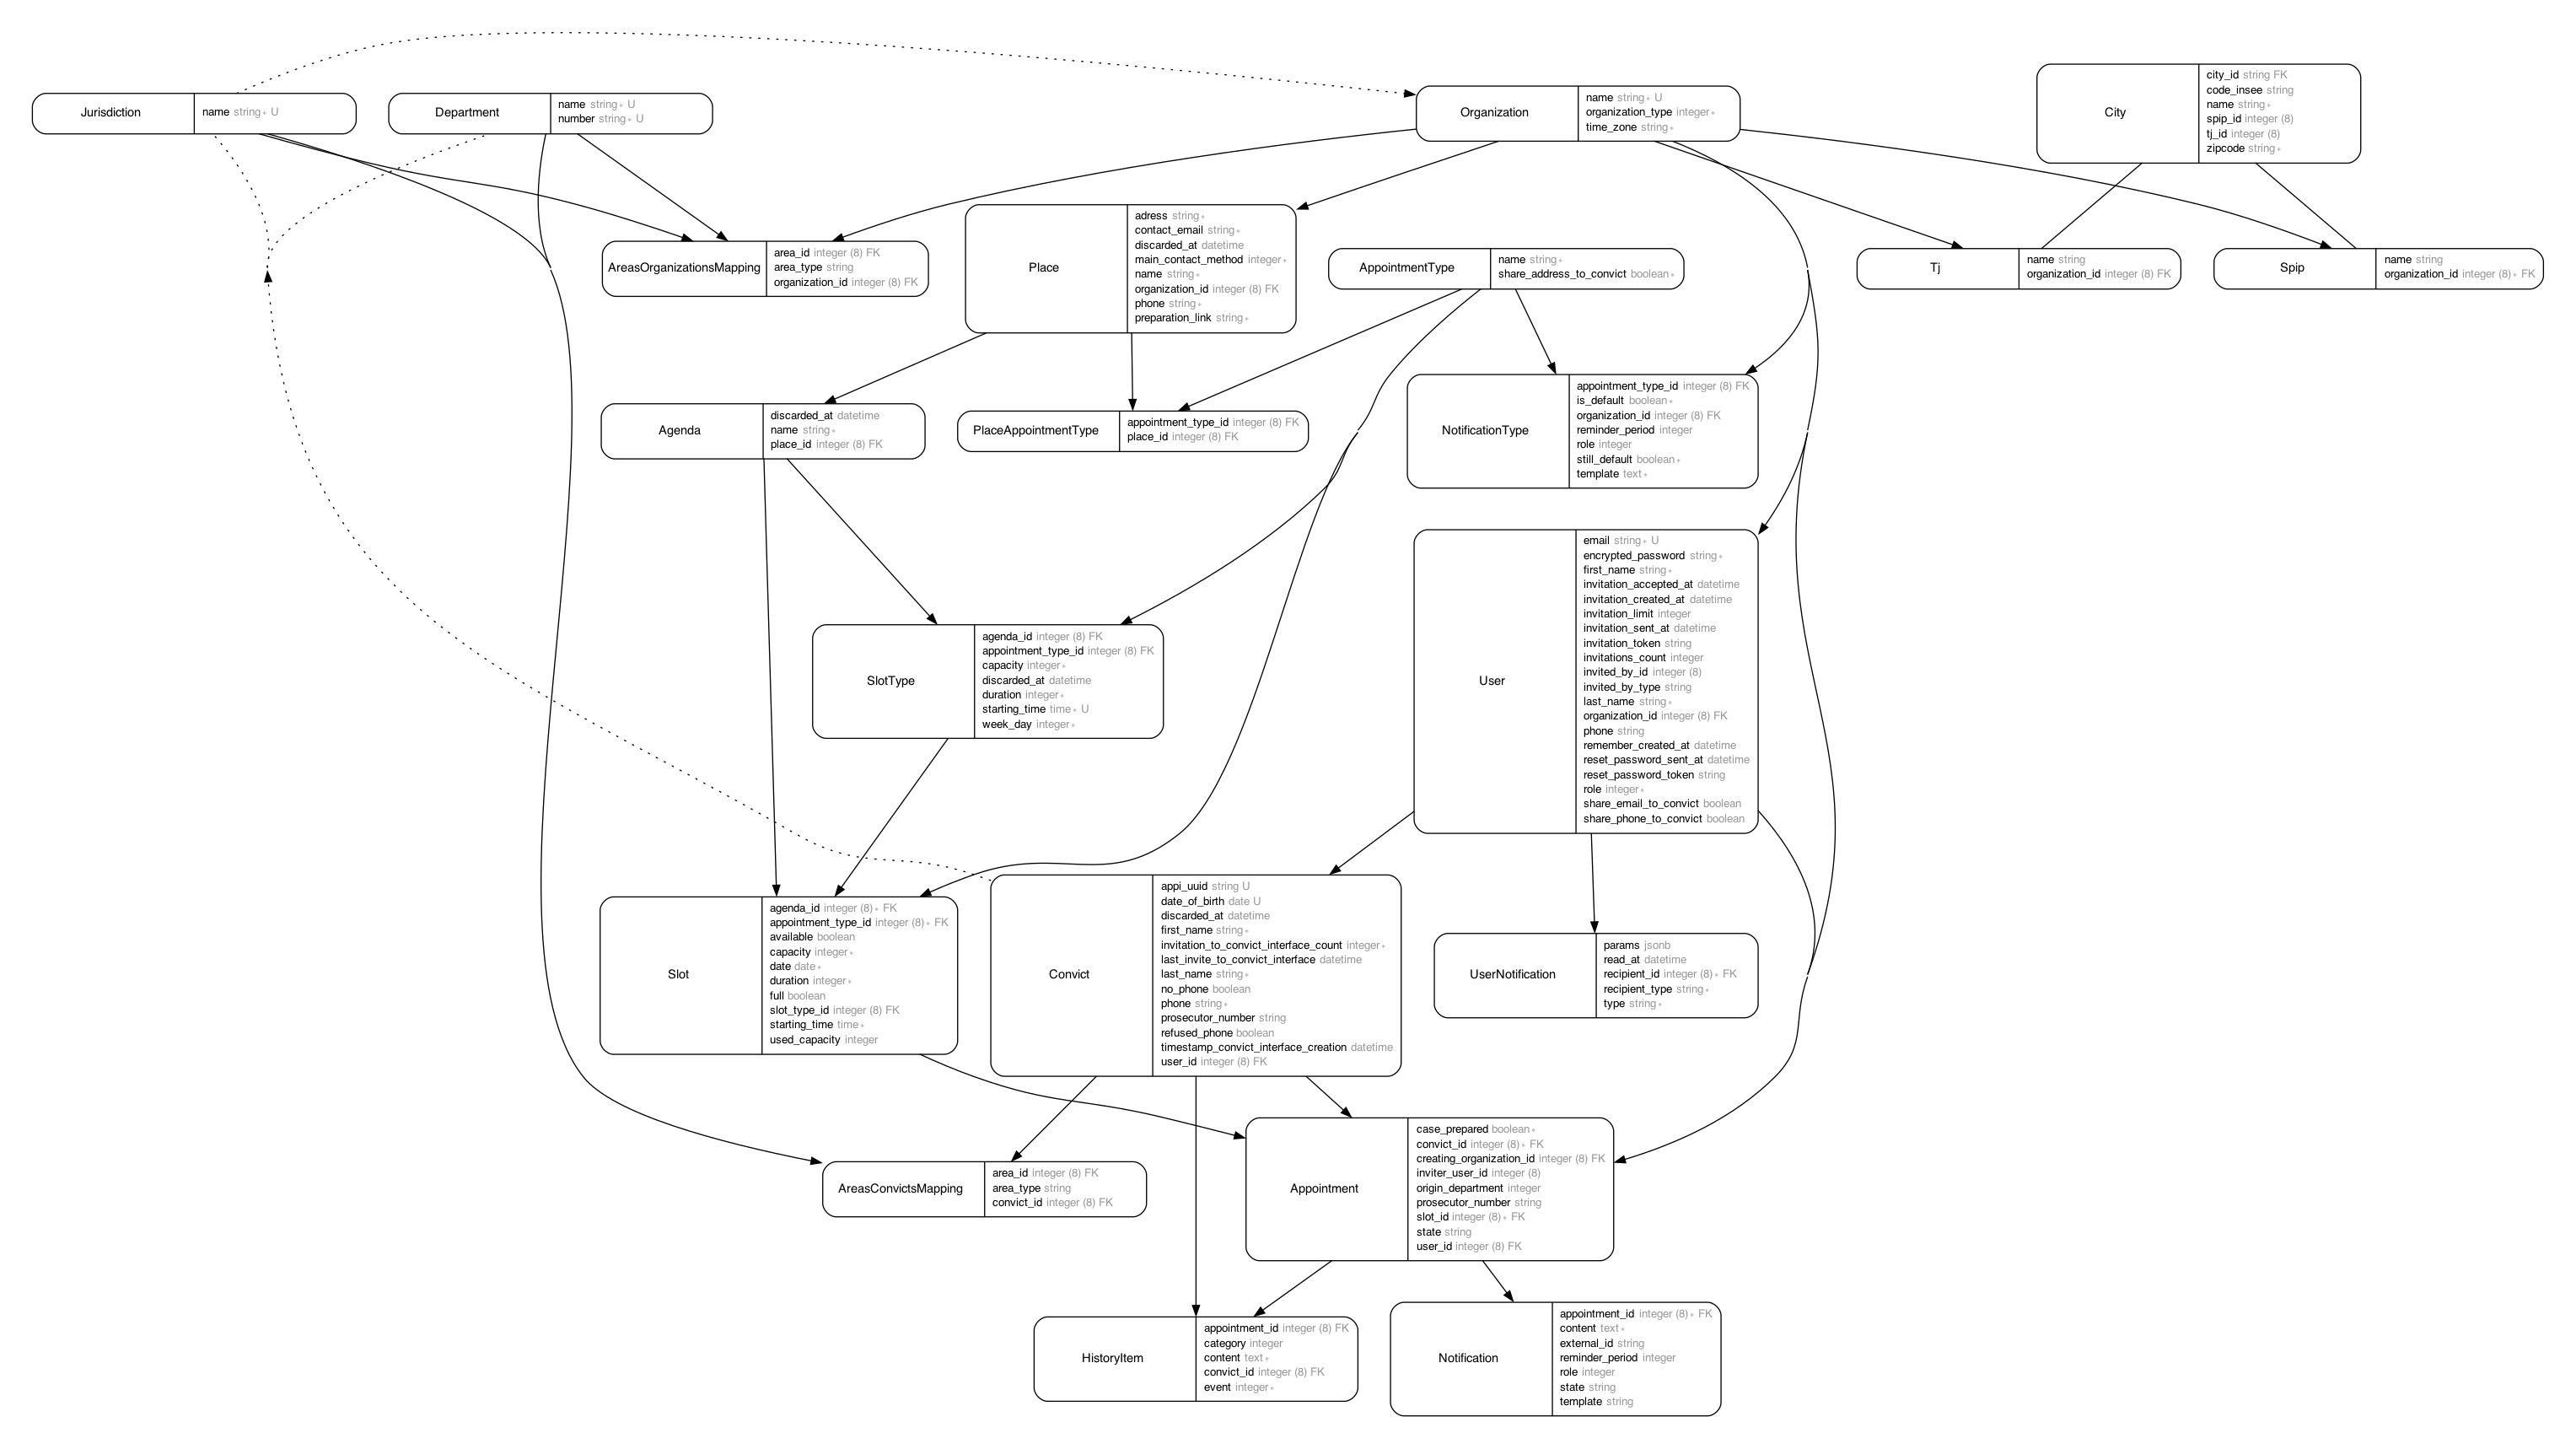 Jurisdiction
name string∗ U
Department
name string∗ U
number string∗ U
Organization
name string∗ U
organization_type integer∗
time_zone string∗
City
city_id string FK
code_insee string
name string∗
spip_id integer (8)
tj_id integer (8)
zipcode string∗
AreasOrganizationsMapping
area_id integer (8) FK
area_type string
organization_id integer (8) FK
Place
adress string∗
contact_email string∗
discarded_at datetime
main_contact_method integer∗
name string∗
organization_id integer (8) FK
phone string∗
preparation_link string∗
AppointmentType
name string∗
share_address_to_convict boolean∗
Tj
name string
organization_id integer (8) FK
Spip
name string
organization_id integer (8)∗ FK
Agenda
discarded_at datetime
name string∗
place_id integer (8) FK
PlaceAppointmentType
appointment_type_id integer (8) FK
place_id integer (8) FK
NotificationType
appointment_type_id integer (8) FK
is_default boolean∗
organization_id integer (8) FK
reminder_period integer
role integer
still_default boolean∗
template text∗
SlotType
agenda_id integer (8) FK
appointment_type_id integer (8) FK
capacity integer∗
discarded_at datetime
duration integer∗
starting_time time∗ U
week_day integer∗
User
email string∗ U
encrypted_password string∗
first_name string∗
invitation_accepted_at datetime
invitation_created_at datetime
invitation_limit integer
invitation_sent_at datetime
invitation_token string
invitations_count integer
invited_by_id integer (8)
invited_by_type string
last_name string∗
organization_id integer (8) FK
phone string
remember_created_at datetime
reset_password_sent_at datetime
reset_password_token string
role integer∗
share_email_to_convict boolean
share_phone_to_convict boolean
Slot
agenda_id integer (8)∗ FK
appointment_type_id integer (8)∗ FK
available boolean
capacity integer∗
date date∗
duration integer∗
full boolean
slot_type_id integer (8) FK
starting_time time∗
used_capacity integer
Convict
appi_uuid string U
date_of_birth date U
discarded_at datetime
first_name string∗
invitation_to_convict_interface_count integer∗
last_invite_to_convict_interface datetime
last_name string∗
no_phone boolean
phone string∗
prosecutor_number string
refused_phone boolean
timestamp_convict_interface_creation datetime
user_id integer (8) FK
UserNotification
params jsonb
read_at datetime
recipient_id integer (8)∗ FK
recipient_type string∗
type string∗
AreasConvictsMapping
area_id integer (8) FK
area_type string
convict_id integer (8) FK
Appointment
case_prepared boolean∗
convict_id integer (8)∗ FK
creating_organization_id integer (8) FK
inviter_user_id integer (8)
origin_department integer
prosecutor_number string
slot_id integer (8)∗ FK
state string
user_id integer (8) FK
HistoryItem
appointment_id integer (8) FK
category integer
content text∗
convict_id integer (8) FK
event integer∗
Notification
appointment_id integer (8)∗ FK
content text∗
external_id string
reminder_period integer
role integer
state string
template string